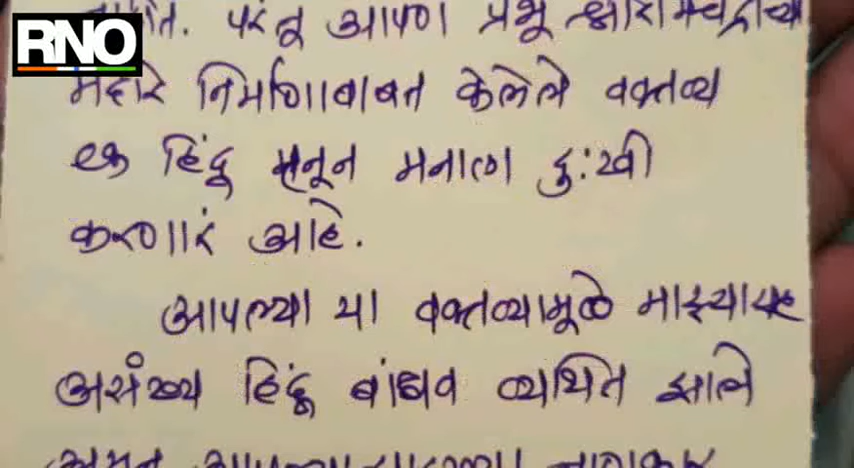 RNO
परंतू आपण प्रभू श्रीरामचंद्रांच्या
मंदीर निर्माणाबाबत केलेले वक्तव्य
एक हिंदू म्हनून मनाला दुःखी
करणारं आहे.
आपल्या या वक्तव्यामूळे माझ्यासह
असंख्य हिंदू बांधव व्यथित झाले